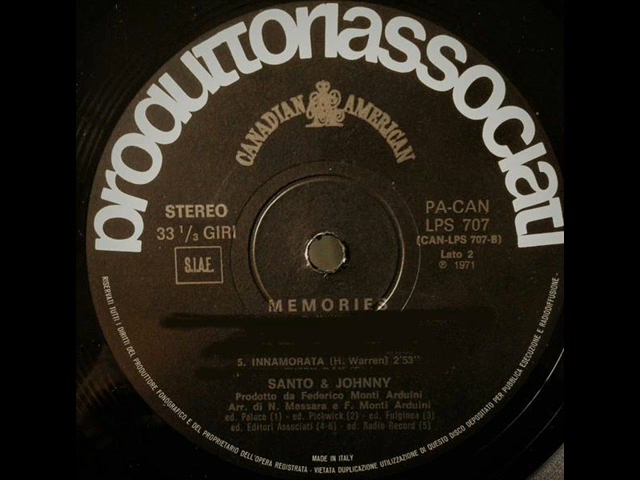 produttoriassociati
CANADIAN AMERICAN
STEREO
33 1/3 GIRI
S.I.A.E.
PA-CAN
LPS 707
(CAN-LPS 707-B)
Lato 2
℗ 1971
MEMORIES
5. INNAMORATA (H. Warren) 2'53"
SANTO & JOHNNY
Prodotto da Federico Monti Arduini
Arr. di N. Massara e F. Monti Arduini
ed. Palace (1) - ed. Pickwick (2) - ed. Fulginea (3)
ed. Editori Associati (4-6) - ed. Radio Record (5)
MADE IN ITALY
RISERVATI TUTTI I DIRITTI DEL PRODUTTORE FONOGRAFICO E DEL PROPRIETARIO DELL'OPERA REGISTRATA - VIETATA DUPLICAZIONE UTILIZZAZIONE DI QUESTO DISCO DEPOSITATO PER PUBBLICA ESECUZIONE E RADIODIFFUSIONE -